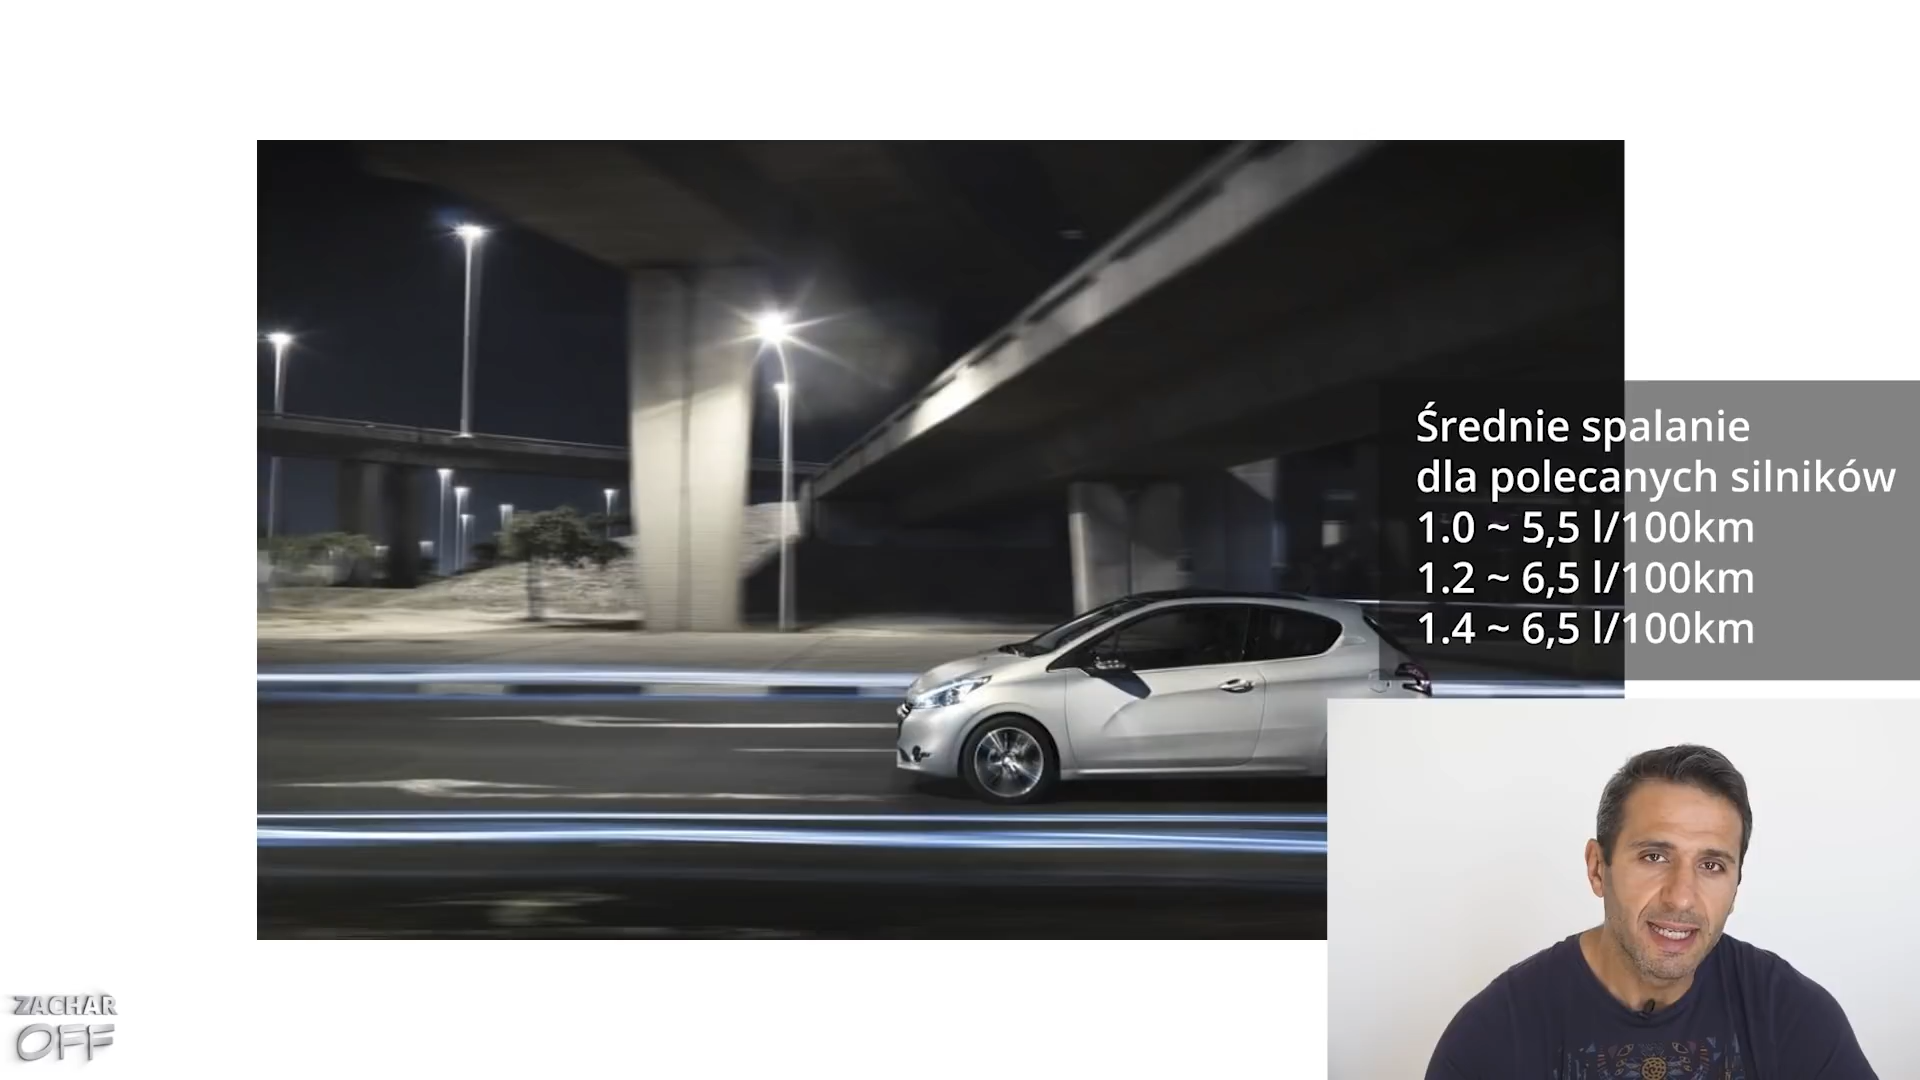 Średnie spalanie
dla polecanych silników
1.0 ~ 5,5 l/100km
1.2 ~ 6,5 l/100km
1.4 ~ 6,5 l/100km
ZACHAR
OFF